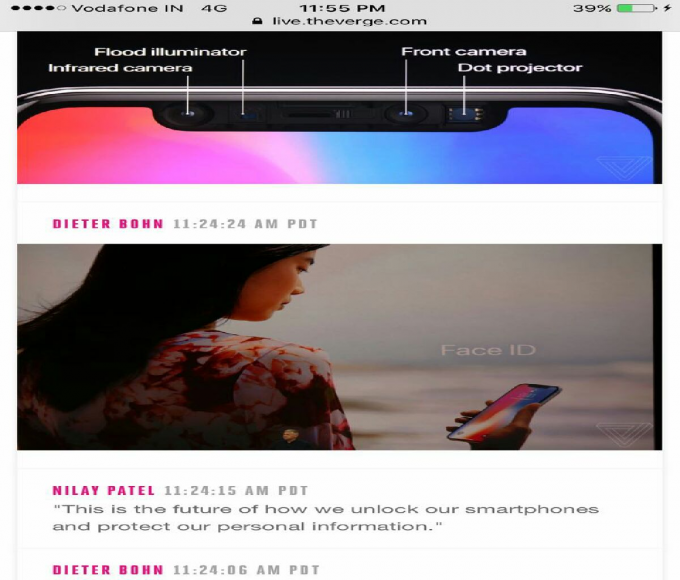 Vodafone IN 4G 11:55 PM 39%
live.theverge.com
Flood illuminator Front camera
Infrared camera Dot projector
DIETER BOHN 11:24:24 AM PDT
Face ID
NILAY PATEL 11:24:15 AM PDT
"This is the future of how we unlock our smartphones
and protect our personal information."
DIETER BOHN 11:24:06 AM PDT